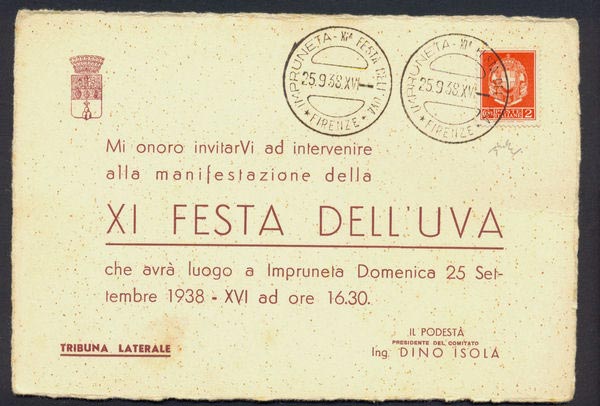 IMPRUNETA - XIª FESTA DELL'UVA
25.9.38.XVI
* FIRENZE *
IMPRUNETA - XIª FESTA
25.9.38.XVI
* FIRENZE *
2
Mi onoro invitarVi ad intervenire
alla manifestazione della
XI FESTA DELL'UVA
che avrà luogo a Impruneta Domenica 25 Set-
tembre 1938 - XVI ad ore 16.30.
TRIBUNA LATERALE
IL PODESTÀ
PRESIDENTE DEL COMITATO
Ing. DINO ISOLA